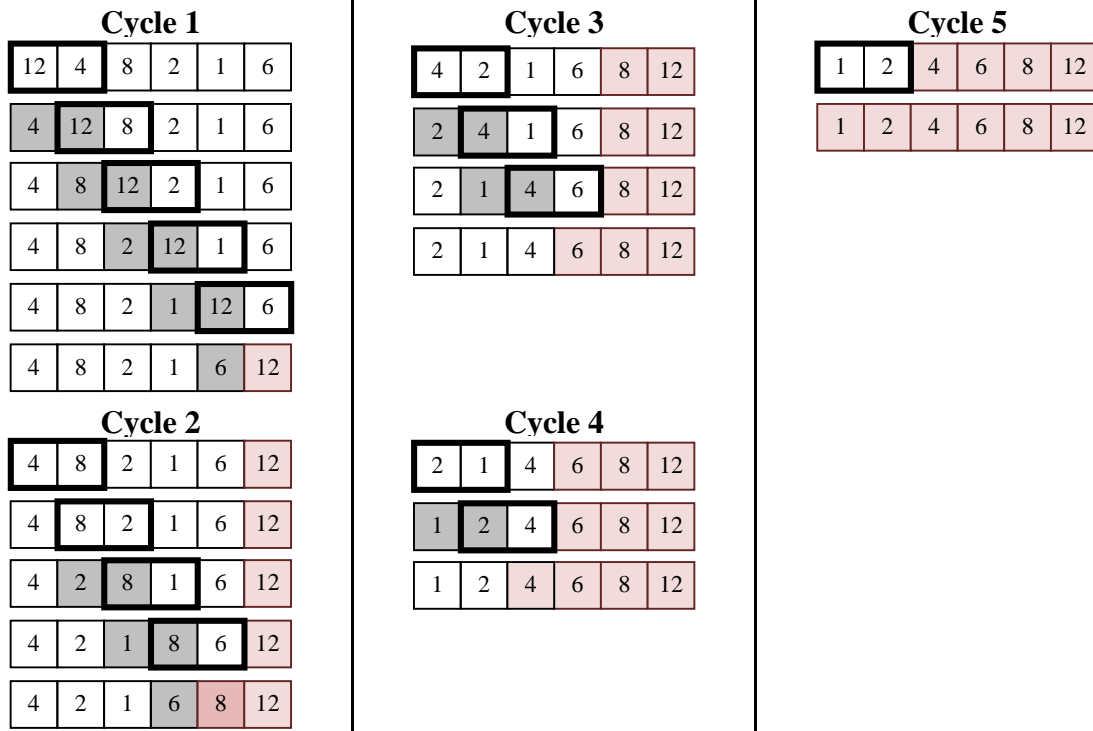 Cycle 1
12 4 8 2 1 6
4 12 8 2 1 6
4 8 12 2 1 6
4 8 2 12 1 6
4 8 2 1 12 6
4 8 2 1 6 12
Cycle 2
4 8 2 1 6 12
4 8 2 1 6 12
4 2 8 1 6 12
4 2 1 8 6 12
4 2 1 6 8 12
Cycle 3
4 2 1 6 8 12
2 4 1 6 8 12
2 1 4 6 8 12
2 1 4 6 8 12
Cycle 4
2 1 4 6 8 12
1 2 4 6 8 12
1 2 4 6 8 12
Cycle 5
1 2 4 6 8 12
1 2 4 6 8 12